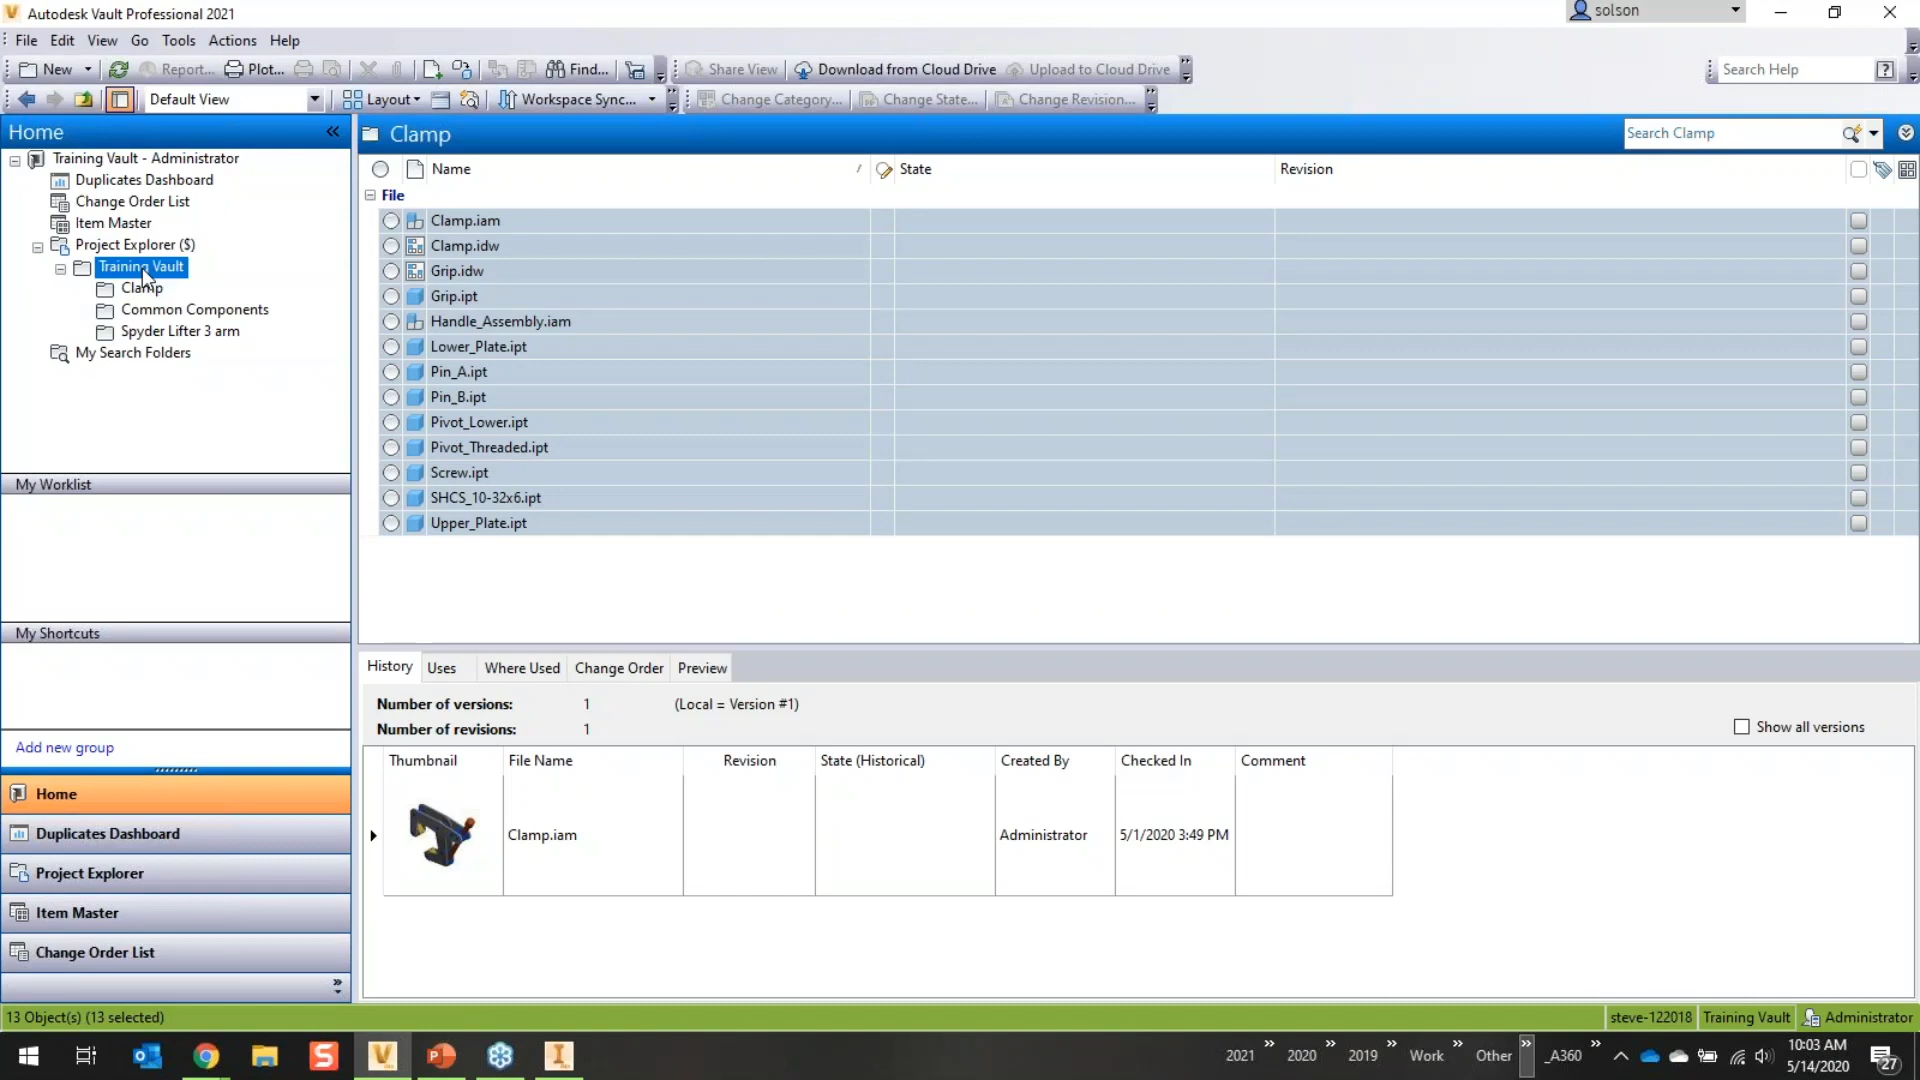 Autodesk Vault Professional 2021
solson
File Edit View Go Tools Actions Help
New Report... Plot... Find... Share View Download from Cloud Drive Upload to Cloud Drive Search Help
Default View Layout Workspace Sync... Change Category... Change State... Change Revision...
Home
Training Vault - Administrator
Duplicates Dashboard
Change Order List
Item Master
Project Explorer ($)
Training Vault
Clamp
Common Components
Spyder Lifter 3 arm
My Search Folders
My Worklist
My Shortcuts
Add new group
Home
Duplicates Dashboard
Project Explorer
Item Master
Change Order List
Clamp
Search Clamp
Name State Revision
File
Clamp.iam
Clamp.idw
Grip.idw
Grip.ipt
Handle_Assembly.iam
Lower_Plate.ipt
Pin_A.ipt
Pin_B.ipt
Pivot_Lower.ipt
Pivot_Threaded.ipt
Screw.ipt
SHCS_10-32x6.ipt
Upper_Plate.ipt
History Uses Where Used Change Order Preview
Number of versions: 1 (Local = Version #1)
Number of revisions: 1
Show all versions
Thumbnail File Name Revision State (Historical) Created By Checked In Comment
Clamp.iam Administrator 5/1/2020 3:49 PM
13 Object(s) (13 selected)
steve-122018 Training Vault Administrator
2021 2020 2019 Work Other _A360
10:03 AM
5/14/2020
27